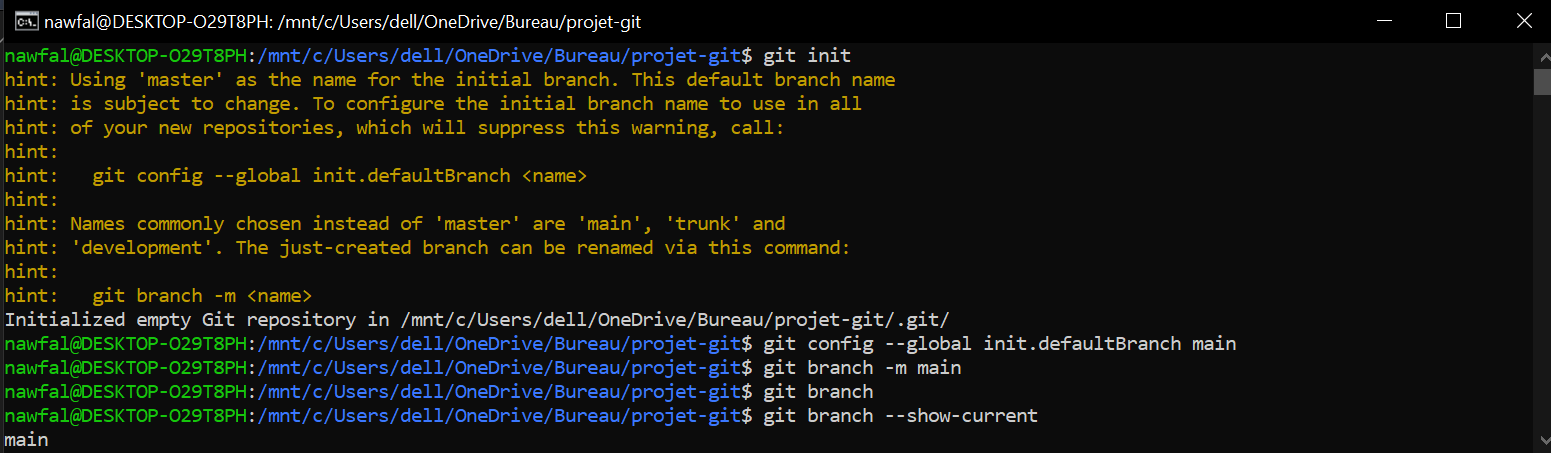 nawfal@DESKTOP-O29T8PH: /mnt/c/Users/dell/OneDrive/Bureau/projet-git
nawfal@DESKTOP-O29T8PH:/mnt/c/Users/dell/OneDrive/Bureau/projet-git$ git init
hint: Using 'master' as the name for the initial branch. This default branch name
hint: is subject to change. To configure the initial branch name to use in all
hint: of your new repositories, which will suppress this warning, call:
hint:
hint:   git config --global init.defaultBranch <name>
hint:
hint: Names commonly chosen instead of 'master' are 'main', 'trunk' and
hint: 'development'. The just-created branch can be renamed via this command:
hint:
hint:   git branch -m <name>
Initialized empty Git repository in /mnt/c/Users/dell/OneDrive/Bureau/projet-git/.git/
nawfal@DESKTOP-O29T8PH:/mnt/c/Users/dell/OneDrive/Bureau/projet-git$ git config --global init.defaultBranch main
nawfal@DESKTOP-O29T8PH:/mnt/c/Users/dell/OneDrive/Bureau/projet-git$ git branch -m main
nawfal@DESKTOP-O29T8PH:/mnt/c/Users/dell/OneDrive/Bureau/projet-git$ git branch
nawfal@DESKTOP-O29T8PH:/mnt/c/Users/dell/OneDrive/Bureau/projet-git$ git branch --show-current
main